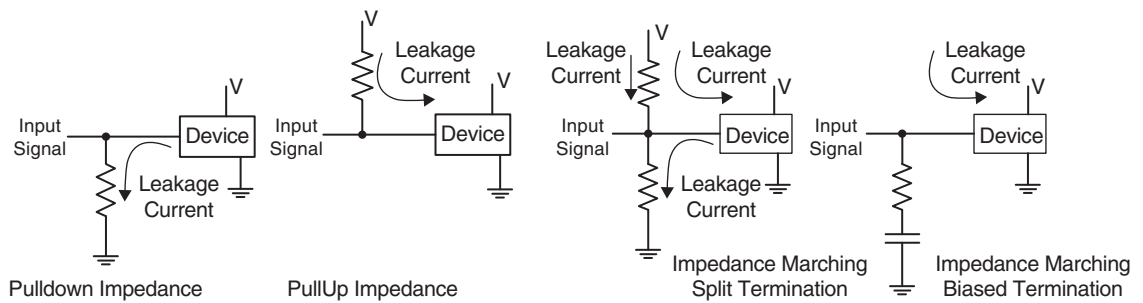 V
Input
Signal
Device
Leakage
Current
Pulldown Impedance
V
Leakage
Current
V
Input
Signal
Device
PullUp Impedance
V
Leakage
Current
Leakage
Current
V
Input
Signal
Device
Leakage
Current
Impedance Marching
Split Termination
Leakage
Current
V
Input
Signal
Device
Impedance Marching
Biased Termination